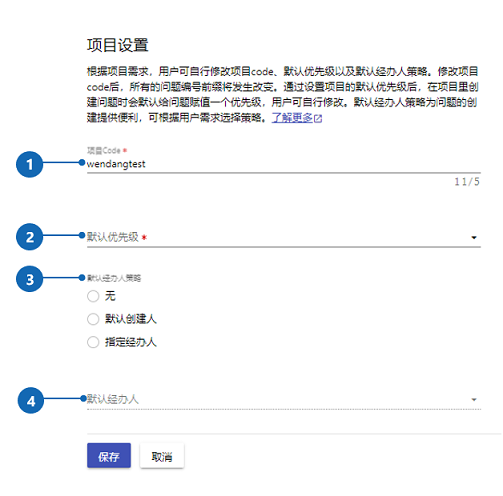 项目设置
根据项目需求，用户可自行修改项目code、默认优先级以及默认经办人策略。修改项目
code后，所有的问题编号前缀将发生改变。通过设置项目的默认优先级后，在项目里创
建问题时会默认给问题赋值一个优先级，用户可自行修改。默认经办人策略为问题的创
建提供便利，可根据用户需求选择策略。了解更多
项目Code *
1
wendangtest
11/5
2
默认优先级 *
3
默认经办人策略
无
默认创建人
指定经办人
4
默认经办人
保存 取消